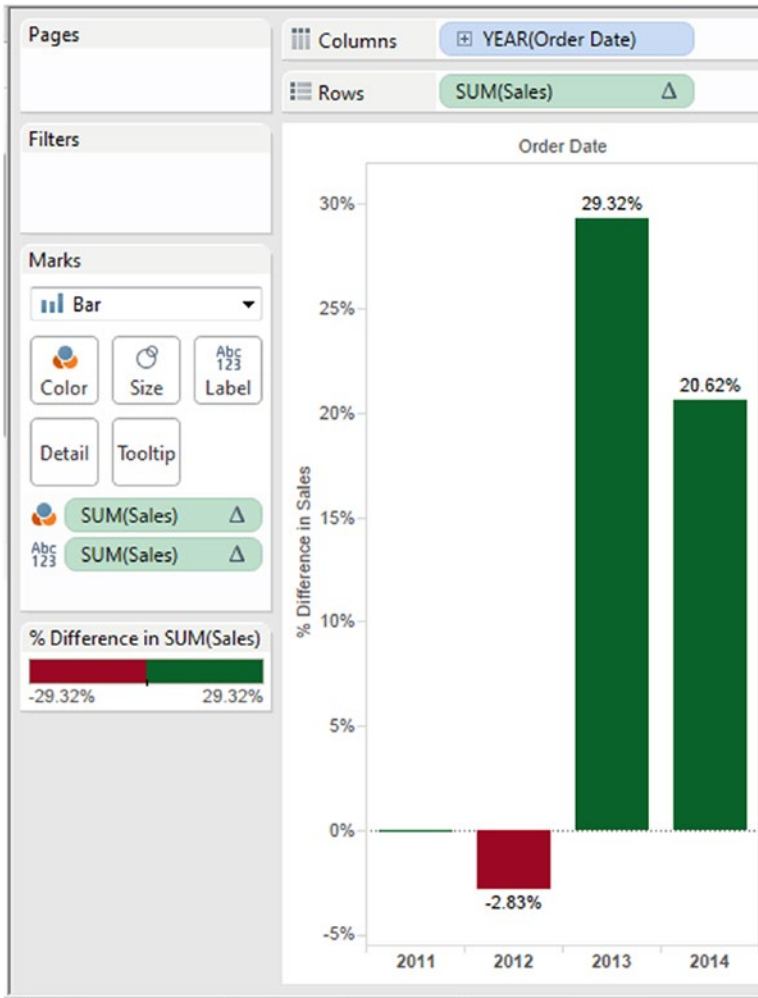 Pages
Columns
YEAR(Order Date)
Rows
SUM(Sales) Δ
Filters
Marks
Bar
Color
Size
Abc
123
Label
Detail
Tooltip
SUM(Sales) Δ
Abc
123
SUM(Sales) Δ
% Difference in SUM(Sales)
-29.32% 29.32%
Order Date
% Difference in Sales
30%
25%
20%
15%
10%
5%
0%
-5%
29.32%
20.62%
-2.83%
2011 2012 2013 2014